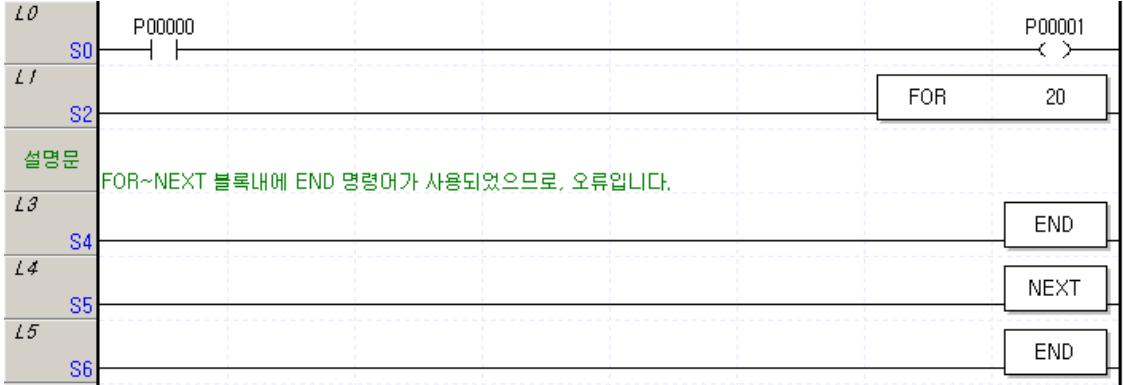 L0
P00000 P00001
S0
L1
FOR 20
S2
설명문
FOR~NEXT 블록내에 END 명령어가 사용되었으므로, 오류입니다.
L3
END
S4
L4
NEXT
S5
L5
END
S6